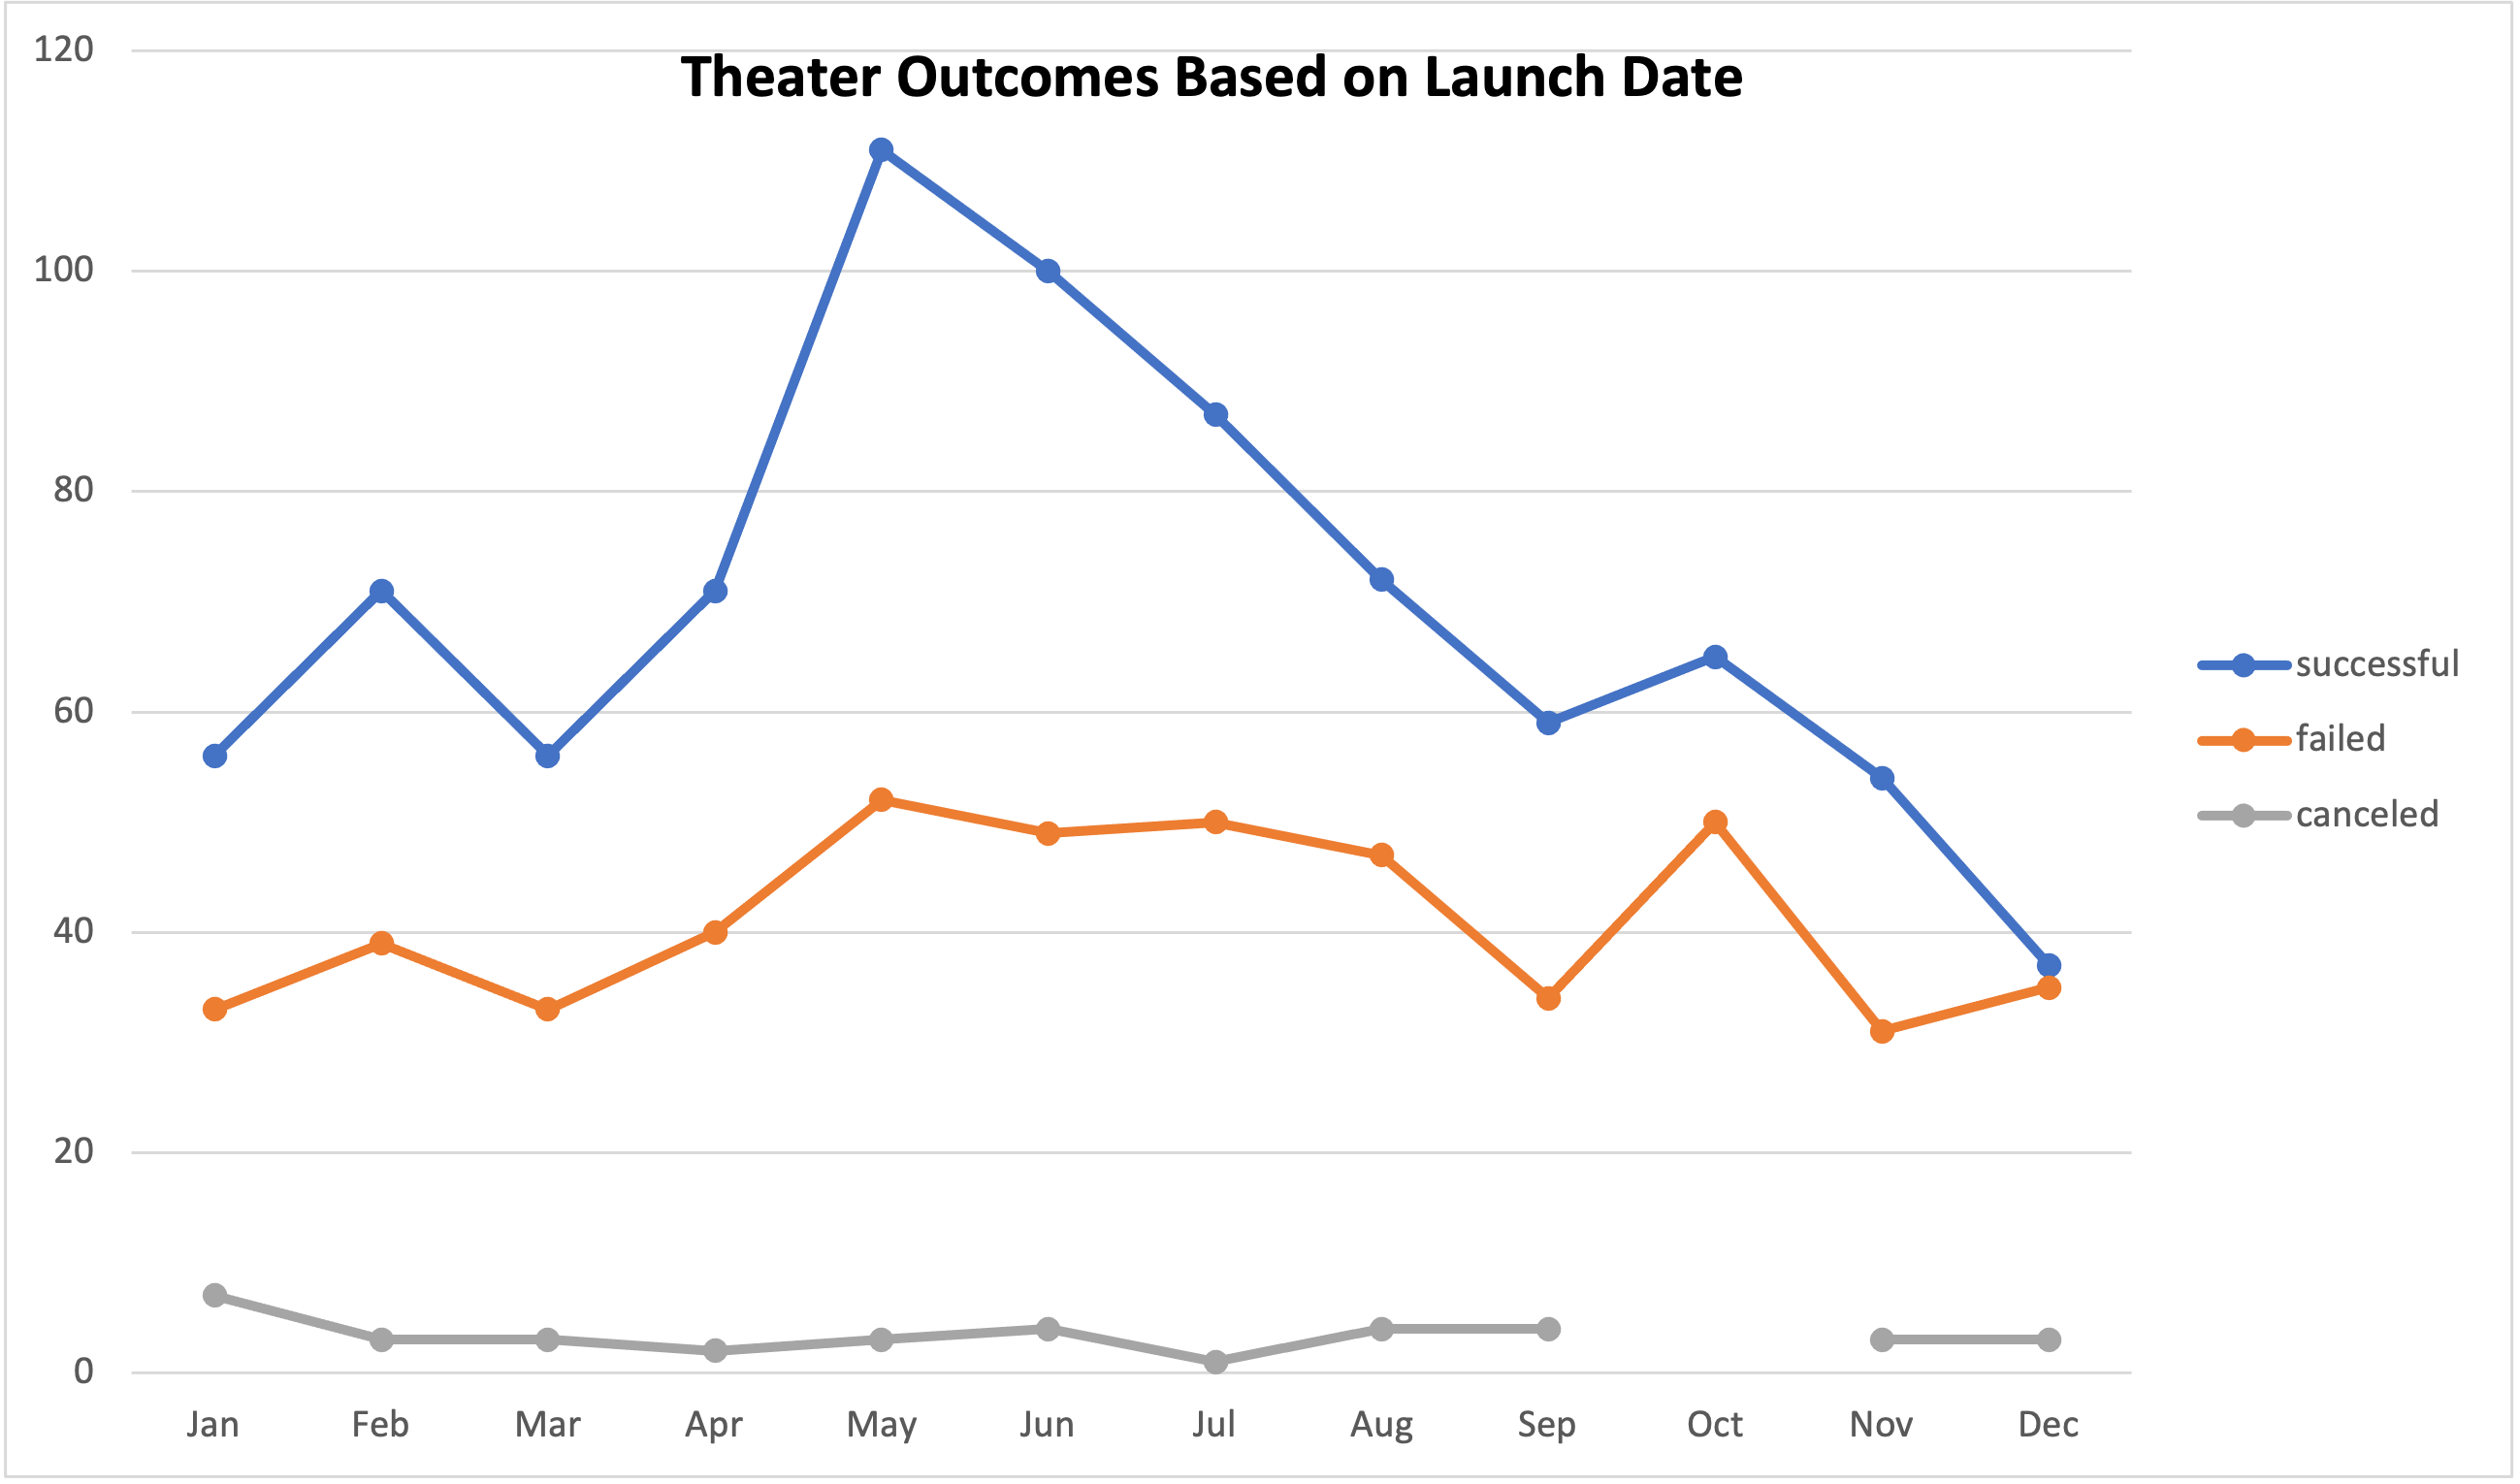 Theater Outcomes Based on Launch Date
120
100
80
60
40
20
0
Jan Feb Mar Apr May Jun Jul Aug Sep Oct Nov Dec
successful
failed
canceled